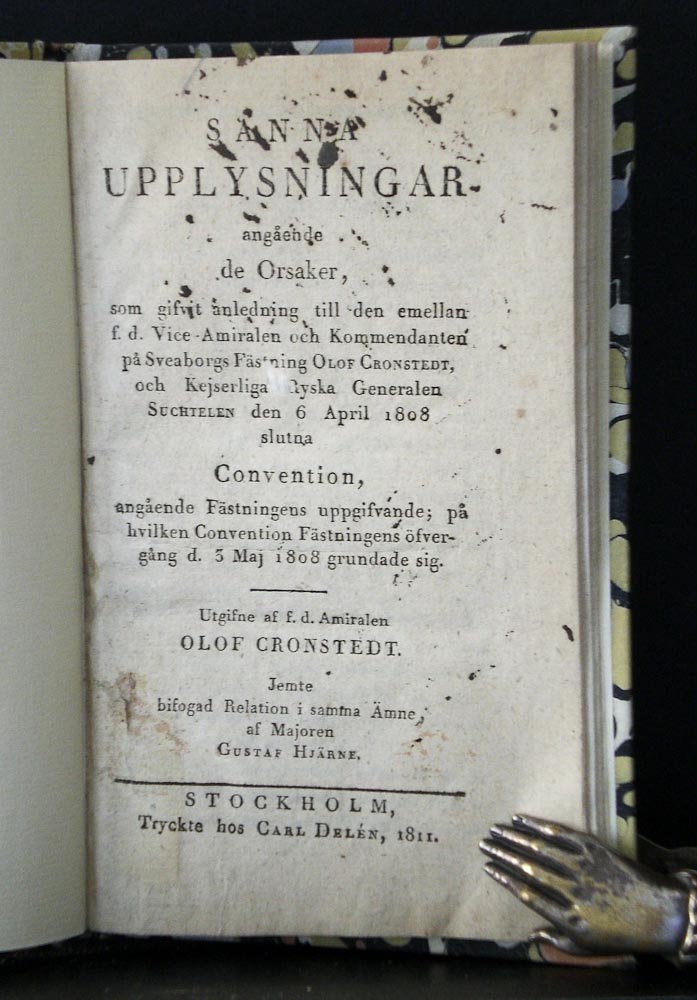 SANNA
UPPLYSNINGAR
angående
de Orsaker,
som gifvit anledning till den emellan
f. d. Vice-Amiralen och Kommendanten
på Sveaborgs Fästning OLOF CRONSTEDT,
och Kejserliga Ryska Generalen
SUCHTELEN den 6 April 1808
slutna
Convention,
angående Fästningens uppgifvande; på
hvilken Convention Fästningens öfver-
gång d. 3 Maj 1808 grundade sig.
Utgifne af f. d. Amiralen
OLOF CRONSTEDT.
Jemte
bifogad Relation i samma Ämne,
af Majoren
GUSTAF HJÄRNE.
STOCKHOLM,
Tryckte hos CARL DELÉN, 1811.